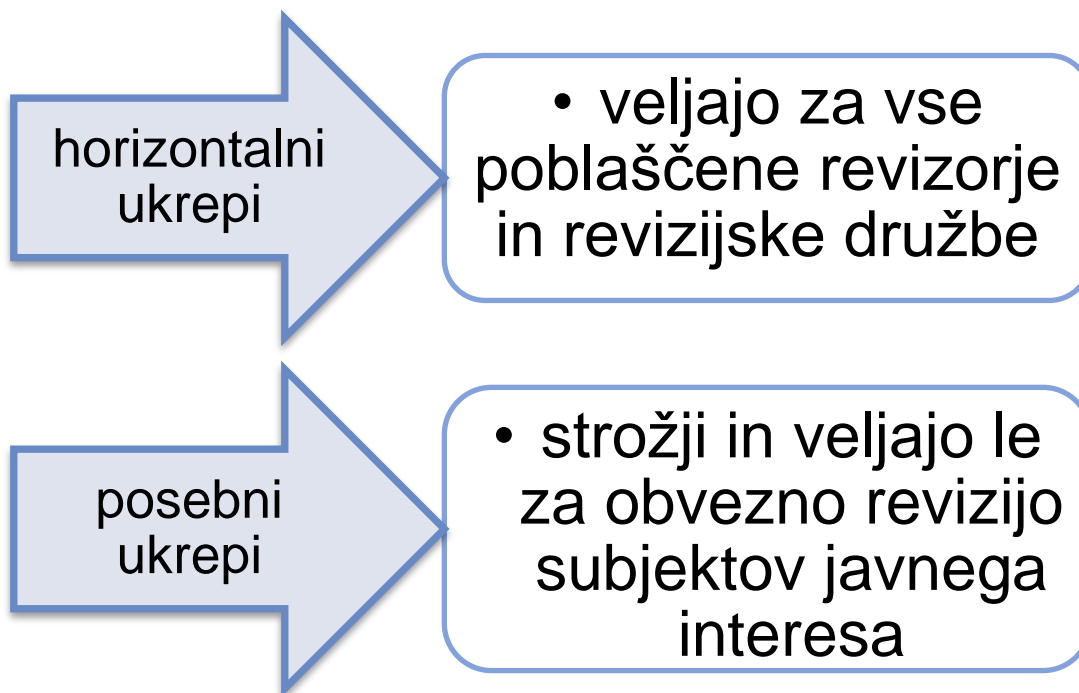 horizontalni
ukrepi
• veljajo za vse
poblaščene revizorje
in revizijske družbe
posebni
ukrepi
• strožji in veljajo le
za obvezno revizijo
subjektov javnega
interesa